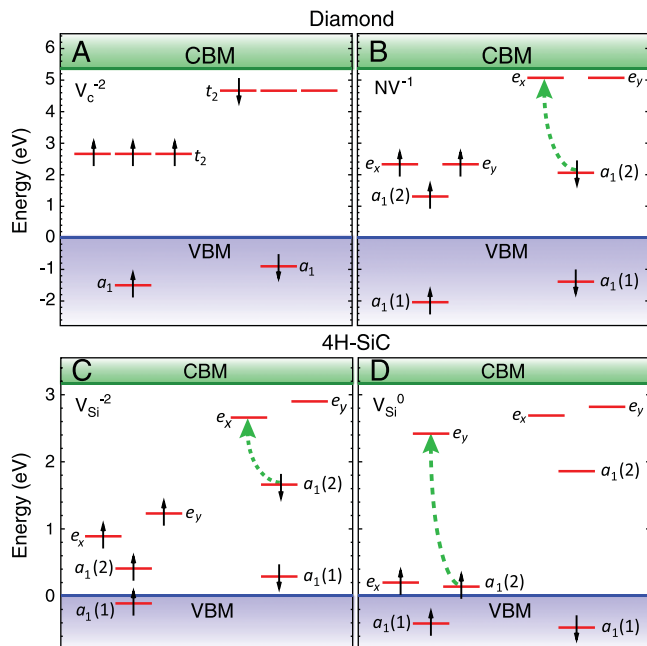 Diamond
A
CBM
V_c^-2
t_2
t_2
VBM
a_1
a_1
Energy (eV)
6
5
4
3
2
1
0
-1
-2
B
CBM
NV^-1
e_x
e_y
e_x
e_y
a_1(2)
a_1(2)
VBM
a_1(1)
a_1(1)
4H-SiC
C
CBM
V_Si^-2
e_x
e_y
a_1(2)
e_y
e_x
a_1(2)
a_1(1)
a_1(1)
VBM
Energy (eV)
3
2
1
0
D
CBM
V_Si^0
e_x
e_y
e_y
a_1(2)
e_x
a_1(2)
VBM
a_1(1)
a_1(1)